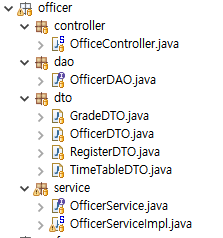 officer
controller
OfficeController.java
dao
OfficerDAO.java
dto
GradeDTO.java
OfficerDTO.java
RegisterDTO.java
TimeTableDTO.java
service
OfficerService.java
OfficerServiceImpl.java